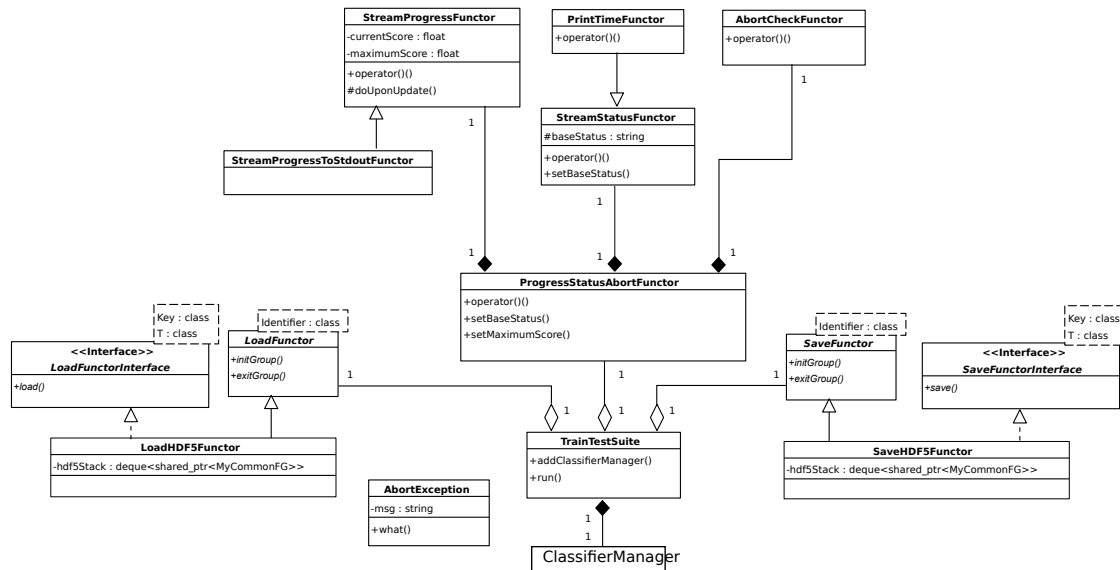 StreamProgressFunctor
-currentScore : float
-maximumScore : float
+operator()()
#doUponUpdate()
PrintTimeFunctor
+operator()()
AbortCheckFunctor
+operator()()
1
1
StreamStatusFunctor
#baseStatus : string
+operator()()
+setBaseStatus()
StreamProgressToStdoutFunctor
1
1
1
1
ProgressStatusAbortFunctor
+operator()()
+setBaseStatus()
+setMaximumScore()
Key : class
T : class
<<Interface>>
LoadFunctorInterface
+load()
Identifier : class
LoadFunctor
+initGroup()
+exitGroup()
Identifier : class
SaveFunctor
+initGroup()
+exitGroup()
Key : class
T : class
<<Interface>>
SaveFunctorInterface
+save()
1
1
1
1
1
1
LoadHDF5Functor
-hdf5Stack : deque<shared_ptr<MyCommonFG>>
TrainTestSuite
+addClassifierManager()
+run()
SaveHDF5Functor
-hdf5Stack : deque<shared_ptr<MyCommonFG>>
AbortException
-msg : string
+what()
1
1
ClassifierManager